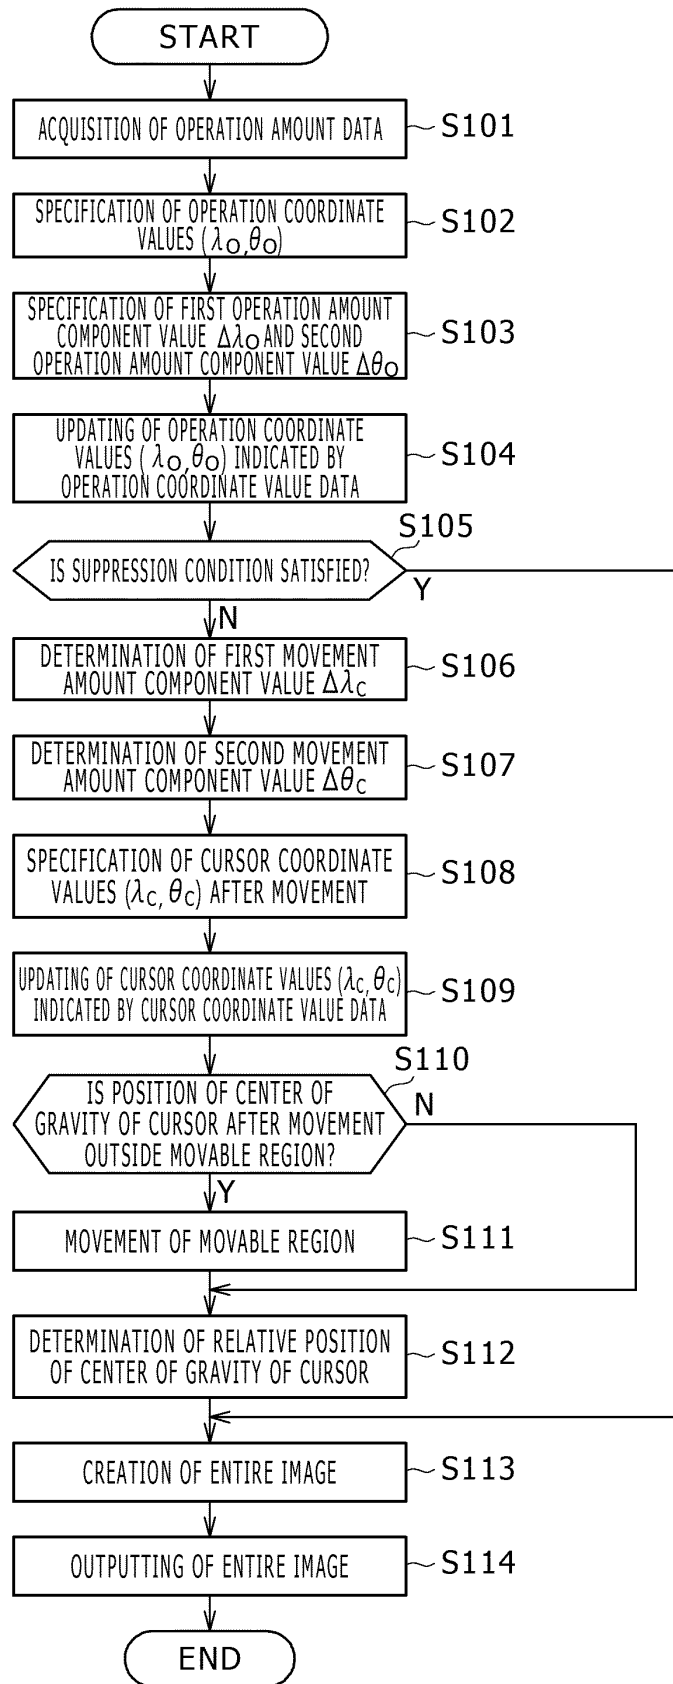 START
ACQUISITION OF OPERATION AMOUNT DATA
S101
SPECIFICATION OF OPERATION COORDINATE
VALUES (λO,θO)
S102
SPECIFICATION OF FIRST OPERATION AMOUNT
COMPONENT VALUE ΔλO AND SECOND
OPERATION AMOUNT COMPONENT VALUE ΔθO
S103
UPDATING OF OPERATION COORDINATE
VALUES (λO,θO) INDICATED BY
OPERATION COORDINATE VALUE DATA
S104
S105
IS SUPPRESSION CONDITION SATISFIED?
Y
N
DETERMINATION OF FIRST MOVEMENT
AMOUNT COMPONENT VALUE ΔλC
S106
DETERMINATION OF SECOND MOVEMENT
AMOUNT COMPONENT VALUE ΔθC
S107
SPECIFICATION OF CURSOR COORDINATE
VALUES (λC, θC) AFTER MOVEMENT
S108
UPDATING OF CURSOR COORDINATE VALUES (λC, θC)
INDICATED BY CURSOR COORDINATE VALUE DATA
S109
S110
IS POSITION OF CENTER OF
GRAVITY OF CURSOR AFTER MOVEMENT
OUTSIDE MOVABLE REGION?
N
Y
MOVEMENT OF MOVABLE REGION
S111
DETERMINATION OF RELATIVE POSITION
OF CENTER OF GRAVITY OF CURSOR
S112
CREATION OF ENTIRE IMAGE
S113
OUTPUTTING OF ENTIRE IMAGE
S114
END